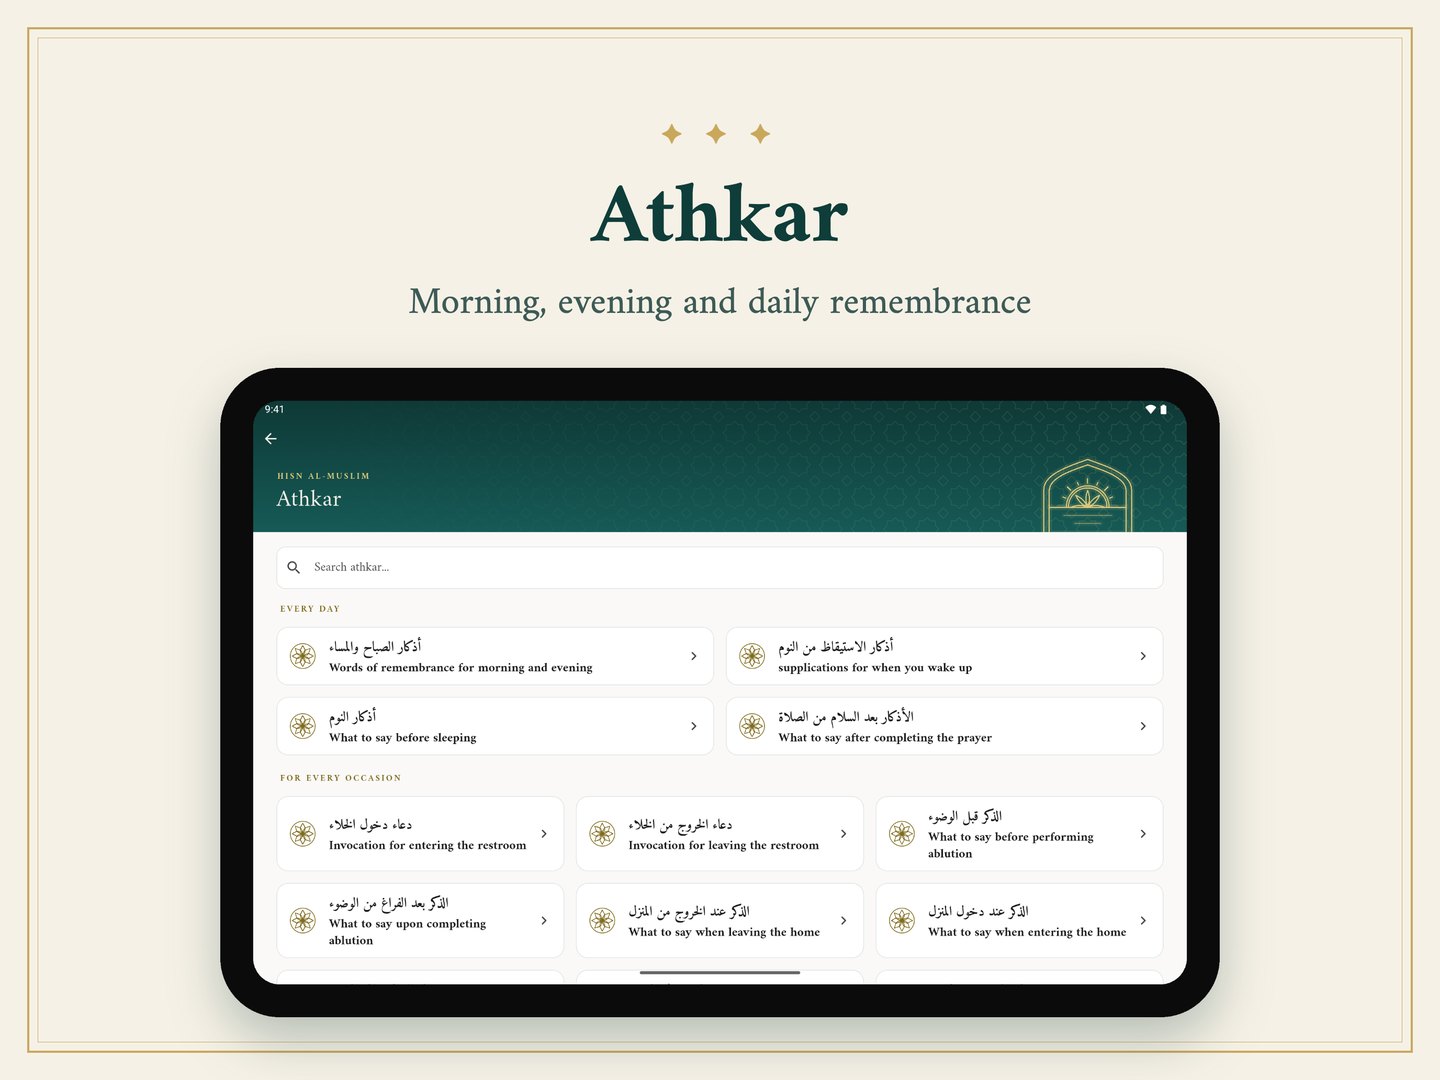 Athkar
Morning, evening and daily remembrance
9:41
HISN AL-MUSLIM
Athkar
Search athkar...
EVERY DAY
أذكار الصباح والمساء
Words of remembrance for morning and evening
أذكار الاستيقاظ من النوم
supplications for when you wake up
أذكار النوم
What to say before sleeping
الأذكار بعد السلام من الصلاة
What to say after completing the prayer
FOR EVERY OCCASION
دعاء دخول الخلاء
Invocation for entering the restroom
دعاء الخروج من الخلاء
Invocation for leaving the restroom
الذكر قبل الوضوء
What to say before performing
ablution
الذكر بعد الفراغ من الوضوء
What to say upon completing
ablution
الذكر عند الخروج من المنزل
What to say when leaving the home
الذكر عند دخول المنزل
What to say when entering the home